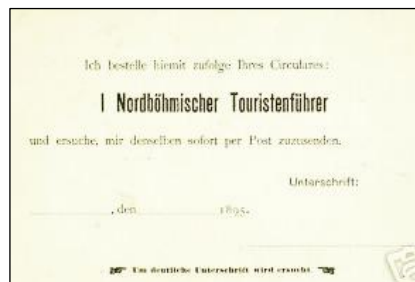 Ich bestelle hiemit zufolge Ihres Circulares:
1 Nordböhmischer Touristenführer
und ersuche, mir denselben sofort per Post zuzusenden.
Unterschrift:
, den 1895.
Um deutliche Unterschrift wird ersucht.